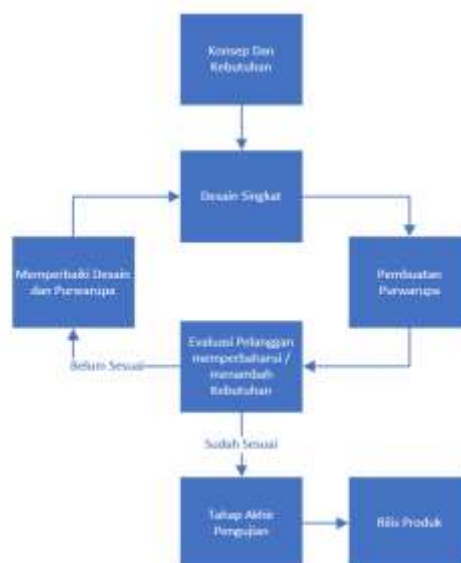 Konsep Dan
Kebutuhan
Desain Singkat
Memperbaiki Desain
dan Purwarupa
Pembuatan
Purwarupa
Evaluasi Pelanggan
memperbaharui /
menambah
Kebutuhan
Belum Sesuai
Sudah Sesuai
Tahap Akhir
Pengujian
Rilis Produk